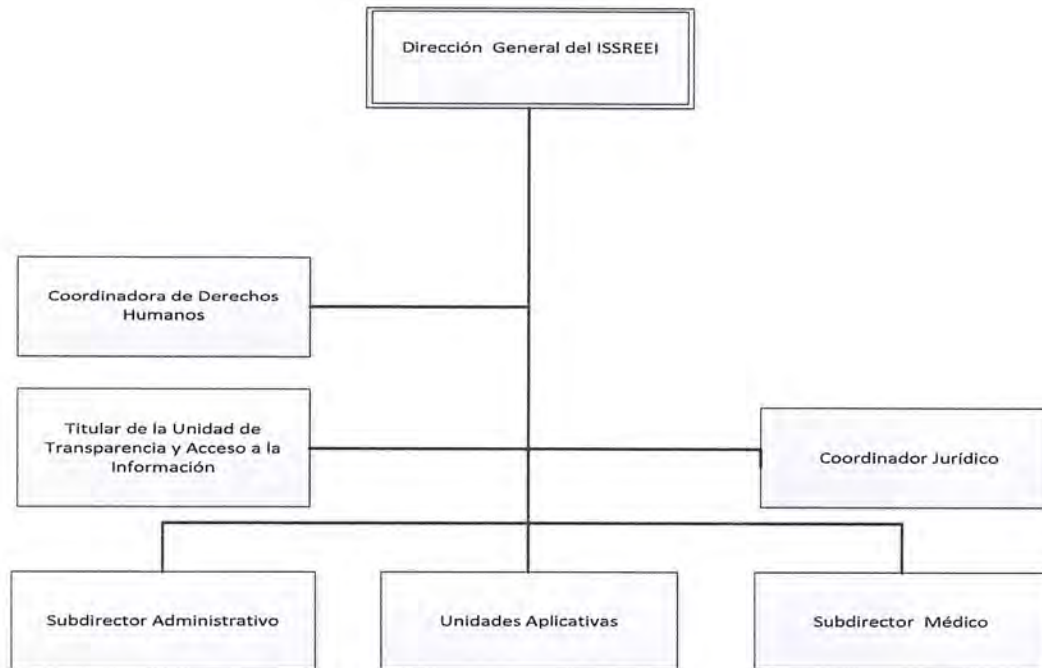 Dirección General del ISSREEI
Coordinadora de Derechos
Humanos
Titular de la Unidad de
Transparencia y Acceso a la
Información
Coordinador Jurídico
Subdirector Administrativo
Unidades Aplicativas
Subdirector Médico